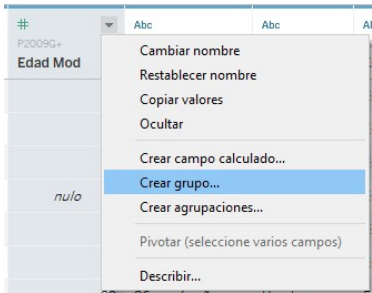 # Abc Abc
P2009G+
Edad Mod
Cambiar nombre
Restablecer nombre
Copiar valores
Ocultar
Crear campo calculado...
Crear grupo...
nulo
Crear agrupaciones...
Pivotar (seleccione varios campos)
Describir...